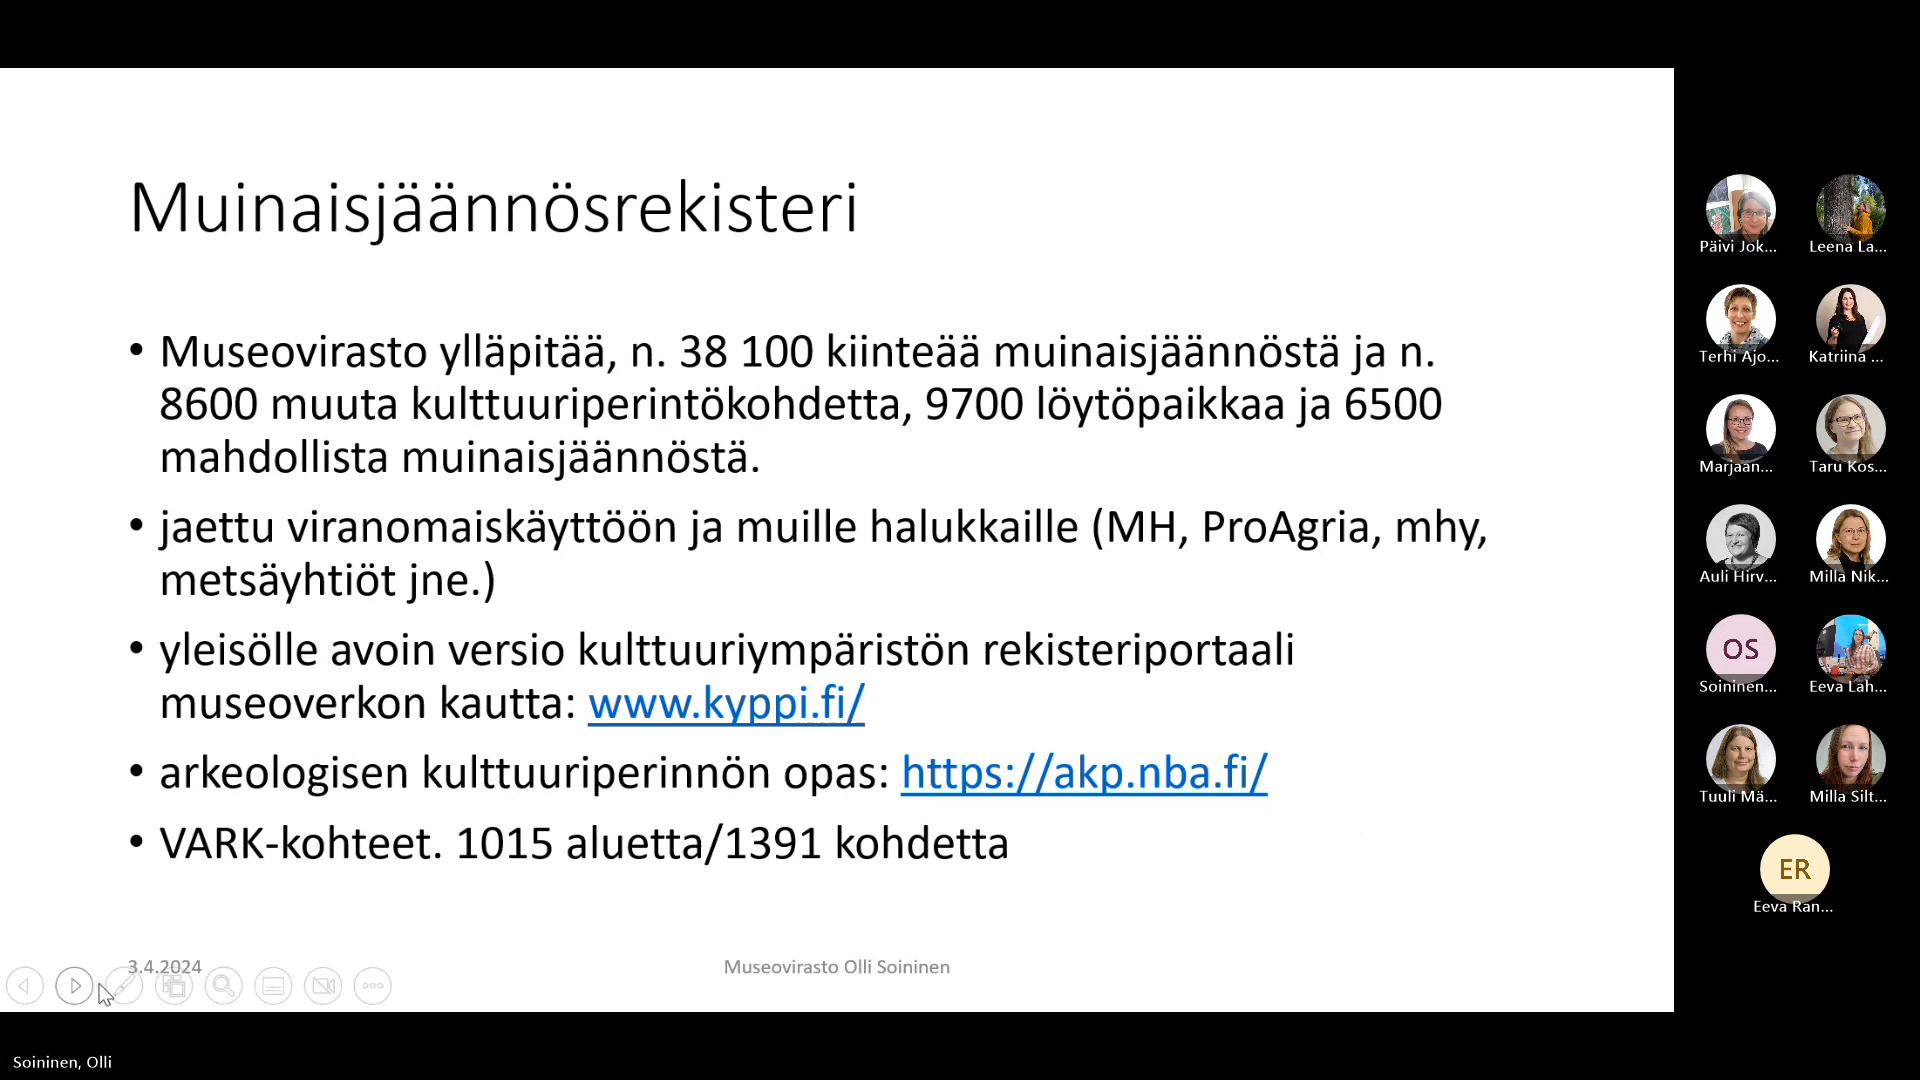 Muinaisjäännösrekisteri
• Museovirasto ylläpitää, n. 38 100 kiinteää muinaisjäännöstä ja n.
8600 muuta kulttuuriperintökohdetta, 9700 löytöpaikkaa ja 6500
mahdollista muinaisjäännöstä.
• jaettu viranomaiskäyttöön ja muille halukkaille (MH, ProAgria, mhy,
metsäyhtiöt jne.)
• yleisölle avoin versio kulttuuriympäristön rekisteriportaali
museoverkon kautta: www.kyppi.fi/
• arkeologisen kulttuuriperinnön opas: https://akp.nba.fi/
• VARK-kohteet. 1015 aluetta/1391 kohdetta
3.4.2024
Museovirasto Olli Soininen
Päivi Jok...
Leena La...
Terhi Ajo...
Katriina ...
Marjaan...
Taru Kos...
Auli Hirv...
Milla Nik...
OS
Soininen...
Eeva Lah...
Tuuli Mä...
Milla Silt...
ER
Eeva Ran...
Soininen, Olli